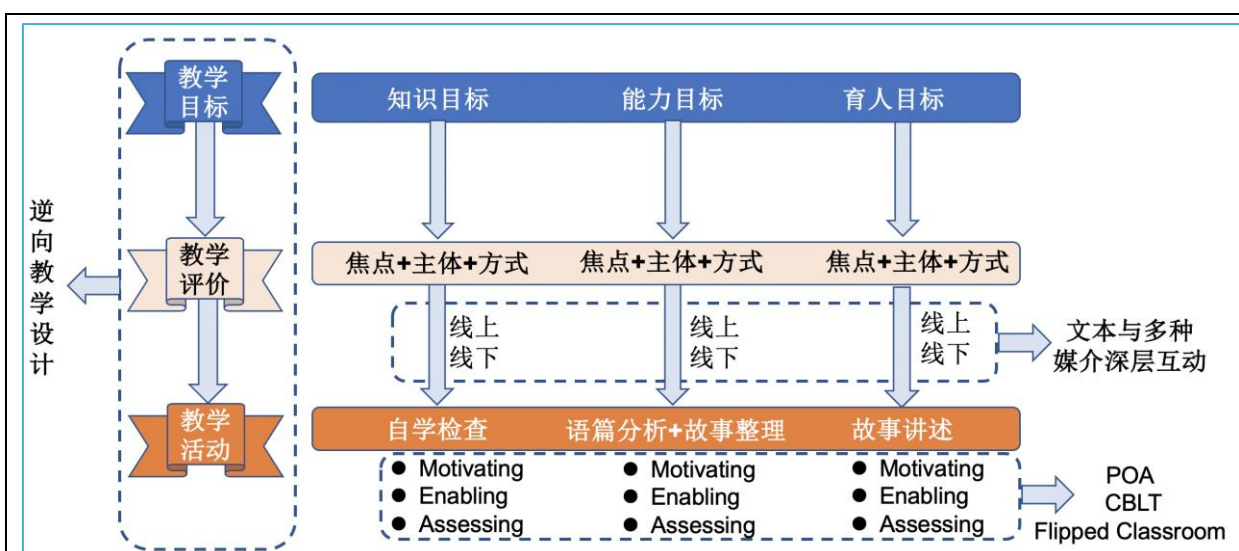 教学
目标
知识目标
能力目标
育人目标
逆
向
教
学
设
计
教学
评价
焦点+主体+方式
焦点+主体+方式
焦点+主体+方式
线上
线下
线上
线下
线上
线下
文本与多种
媒介深层互动
教学
活动
自学检查
语篇分析+故事整理
故事讲述
● Motivating
● Enabling
● Assessing
● Motivating
● Enabling
● Assessing
● Motivating
● Enabling
● Assessing
POA
CBLT
Flipped Classroom